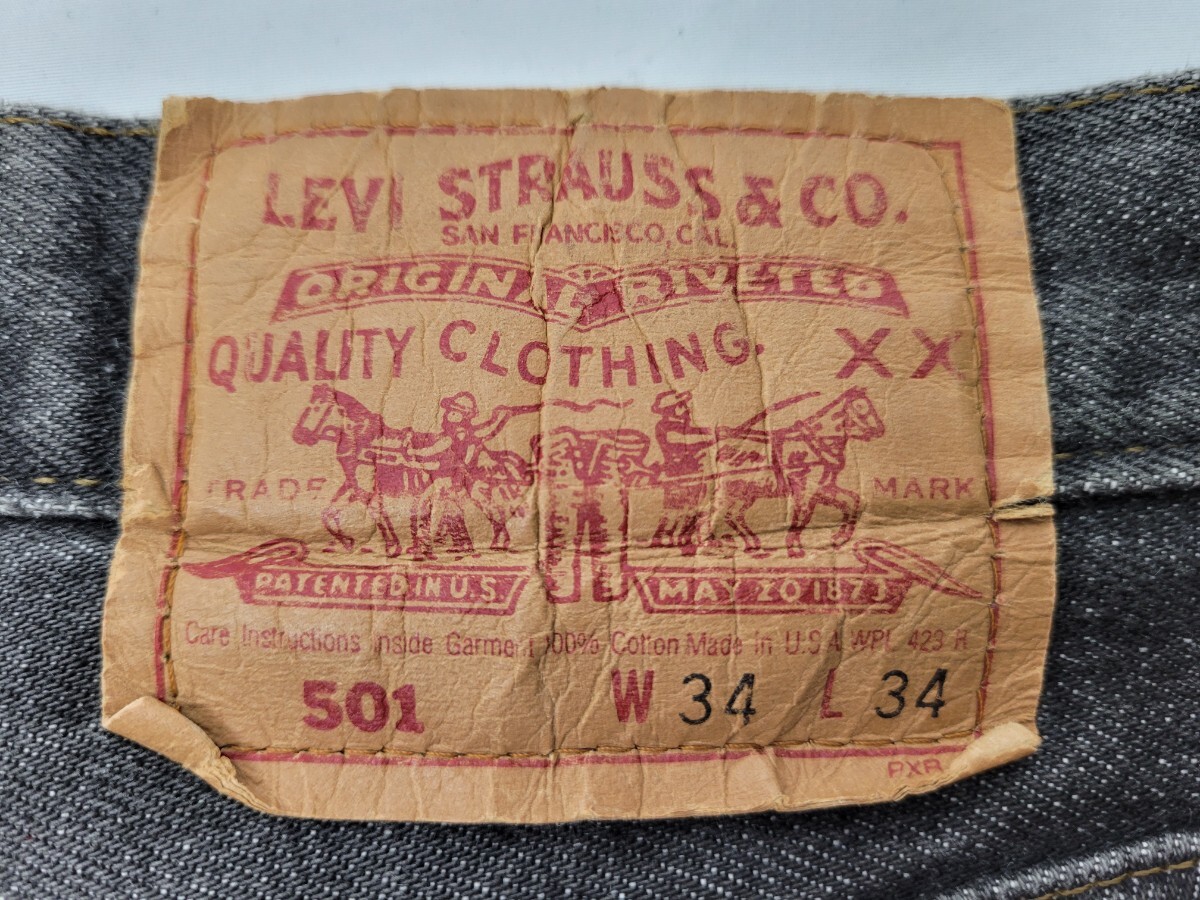 LEVI STRAUSS & CO.
SAN FRANCISCO, CAL.
ORIGINAL RIVETED
QUALITY CLOTHING. XX
TRADE MARK
PATENTED IN U.S. MAY 20 1873
Care Instructions Inside Garment 100% Cotton Made in U.S.A WPL 423 R
501 W 34 L 34